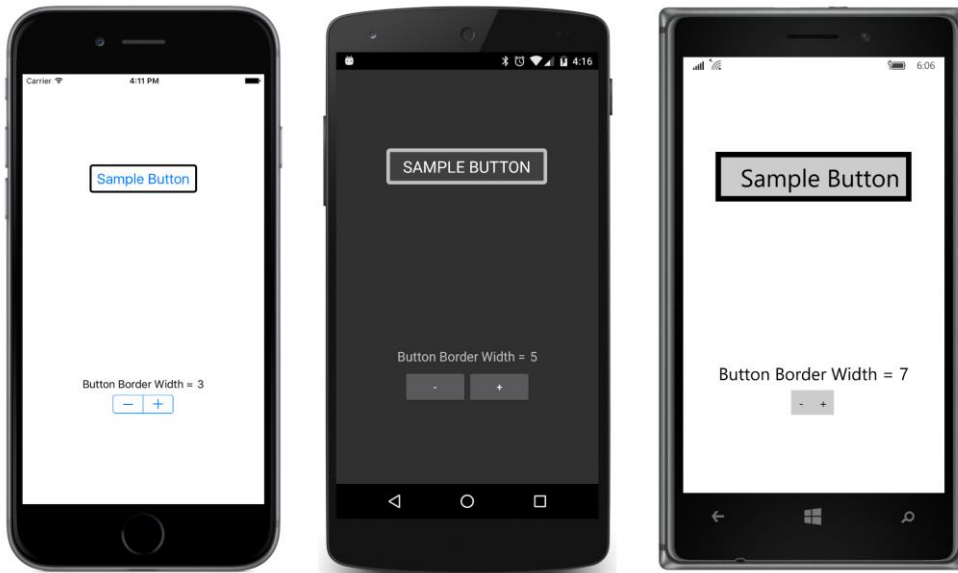 Carrier 4:11 PM
Sample Button
Button Border Width = 3
− +
4:16
SAMPLE BUTTON
Button Border Width = 5
- +
6:06
Sample Button
Button Border Width = 7
- +